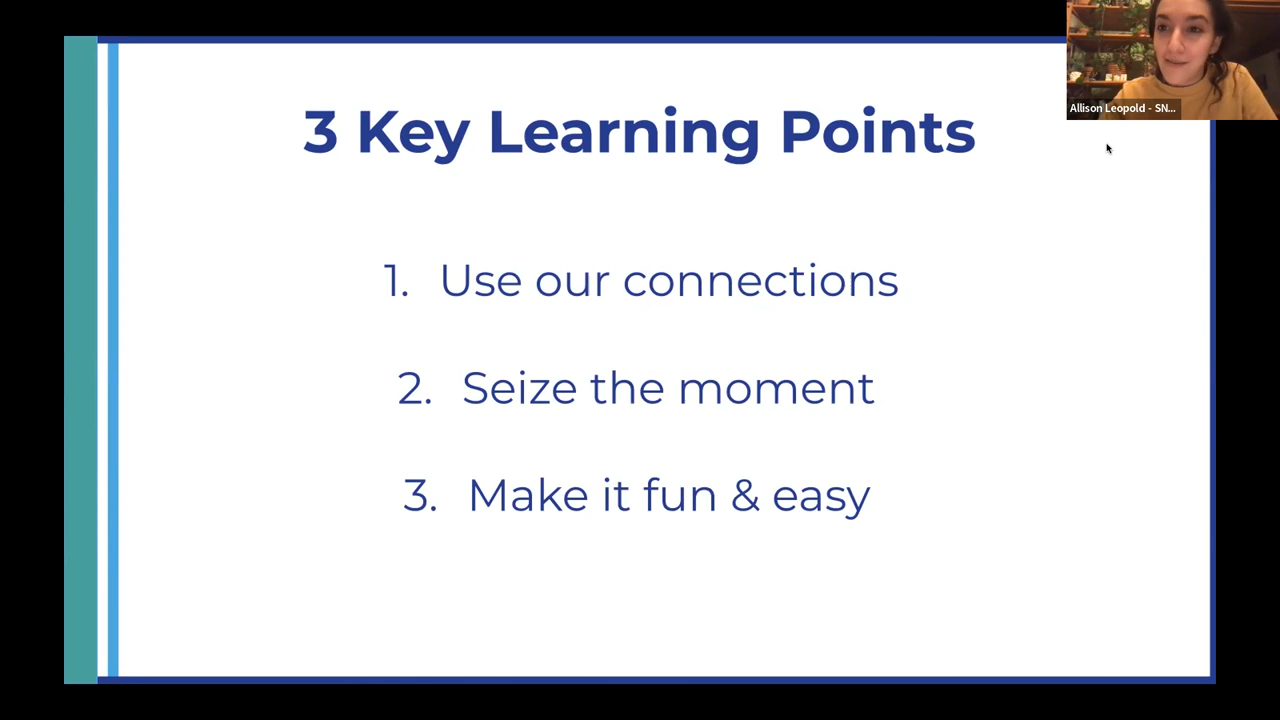 3 Key Learning Points
Allison Leopold - SN...
1. Use our connections
2. Seize the moment
3. Make it fun & easy